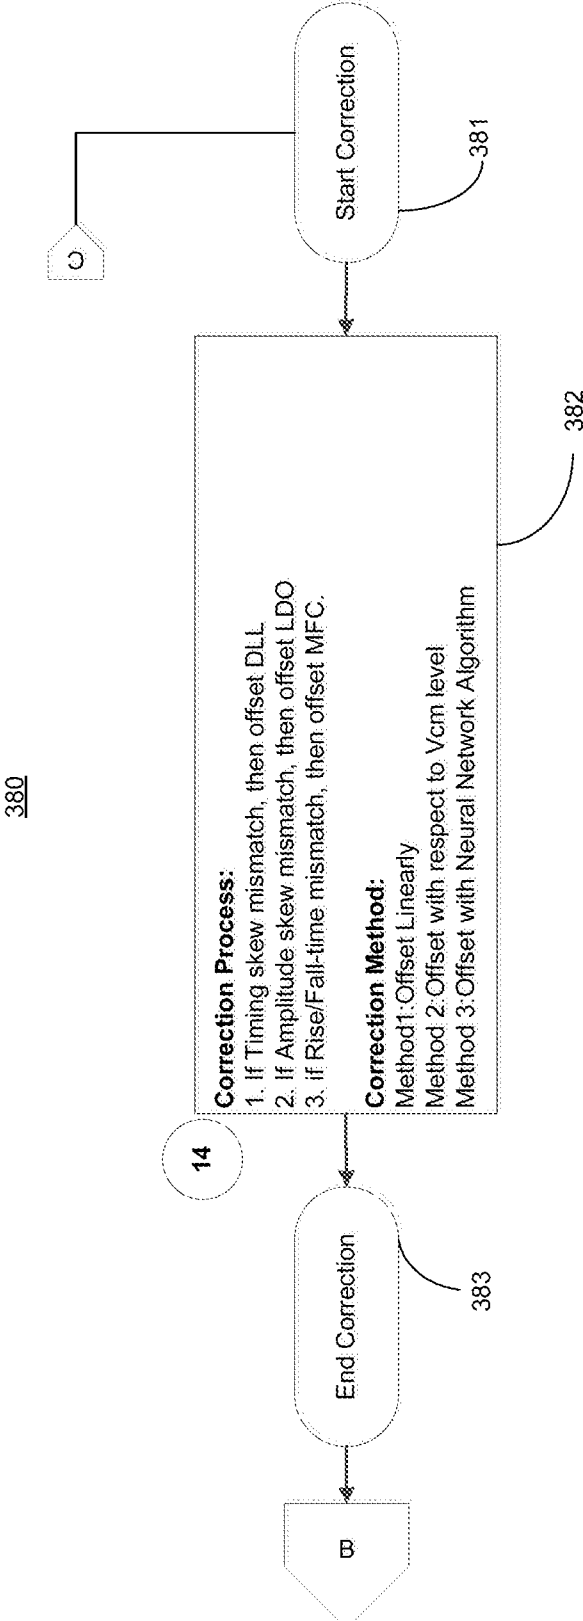 380
C
Start Correction
381
382
Correction Process:
1. If Timing skew mismatch, then offset DLL
2. If Amplitude skew mismatch, then offset LDO
3. if Rise/Fall-time mismatch, then offset MFC.
Correction Method:
Method1:Offset Linearly
Method 2:Offset with respect to Vcm level
Method 3:Offset with Neural Network Algorithm
14
End Correction
383
B